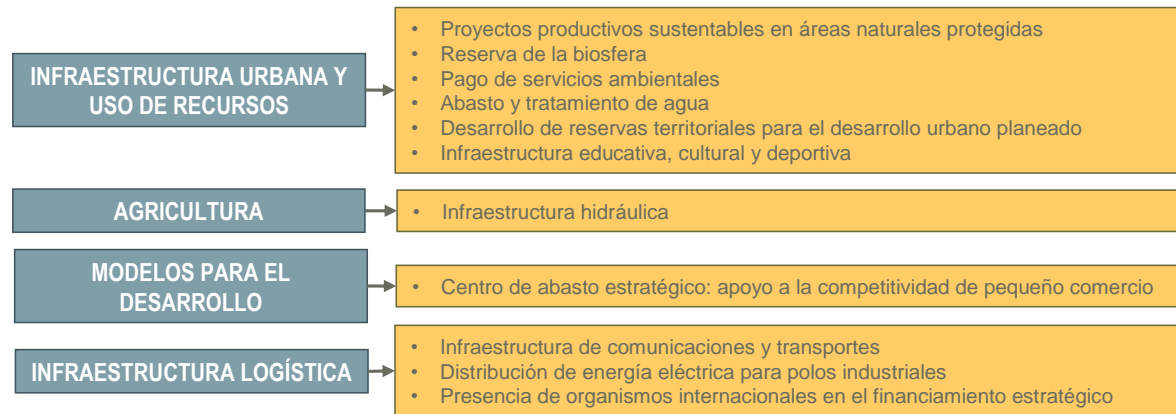 INFRAESTRUCTURA URBANA Y
USO DE RECURSOS
• Proyectos productivos sustentables en áreas naturales protegidas
• Reserva de la biosfera
• Pago de servicios ambientales
• Abasto y tratamiento de agua
• Desarrollo de reservas territoriales para el desarrollo urbano planeado
• Infraestructura educativa, cultural y deportiva
AGRICULTURA
• Infraestructura hidráulica
MODELOS PARA EL
DESARROLLO
• Centro de abasto estratégico: apoyo a la competitividad de pequeño comercio
INFRAESTRUCTURA LOGÍSTICA
• Infraestructura de comunicaciones y transportes
• Distribución de energía eléctrica para polos industriales
• Presencia de organismos internacionales en el financiamiento estratégico